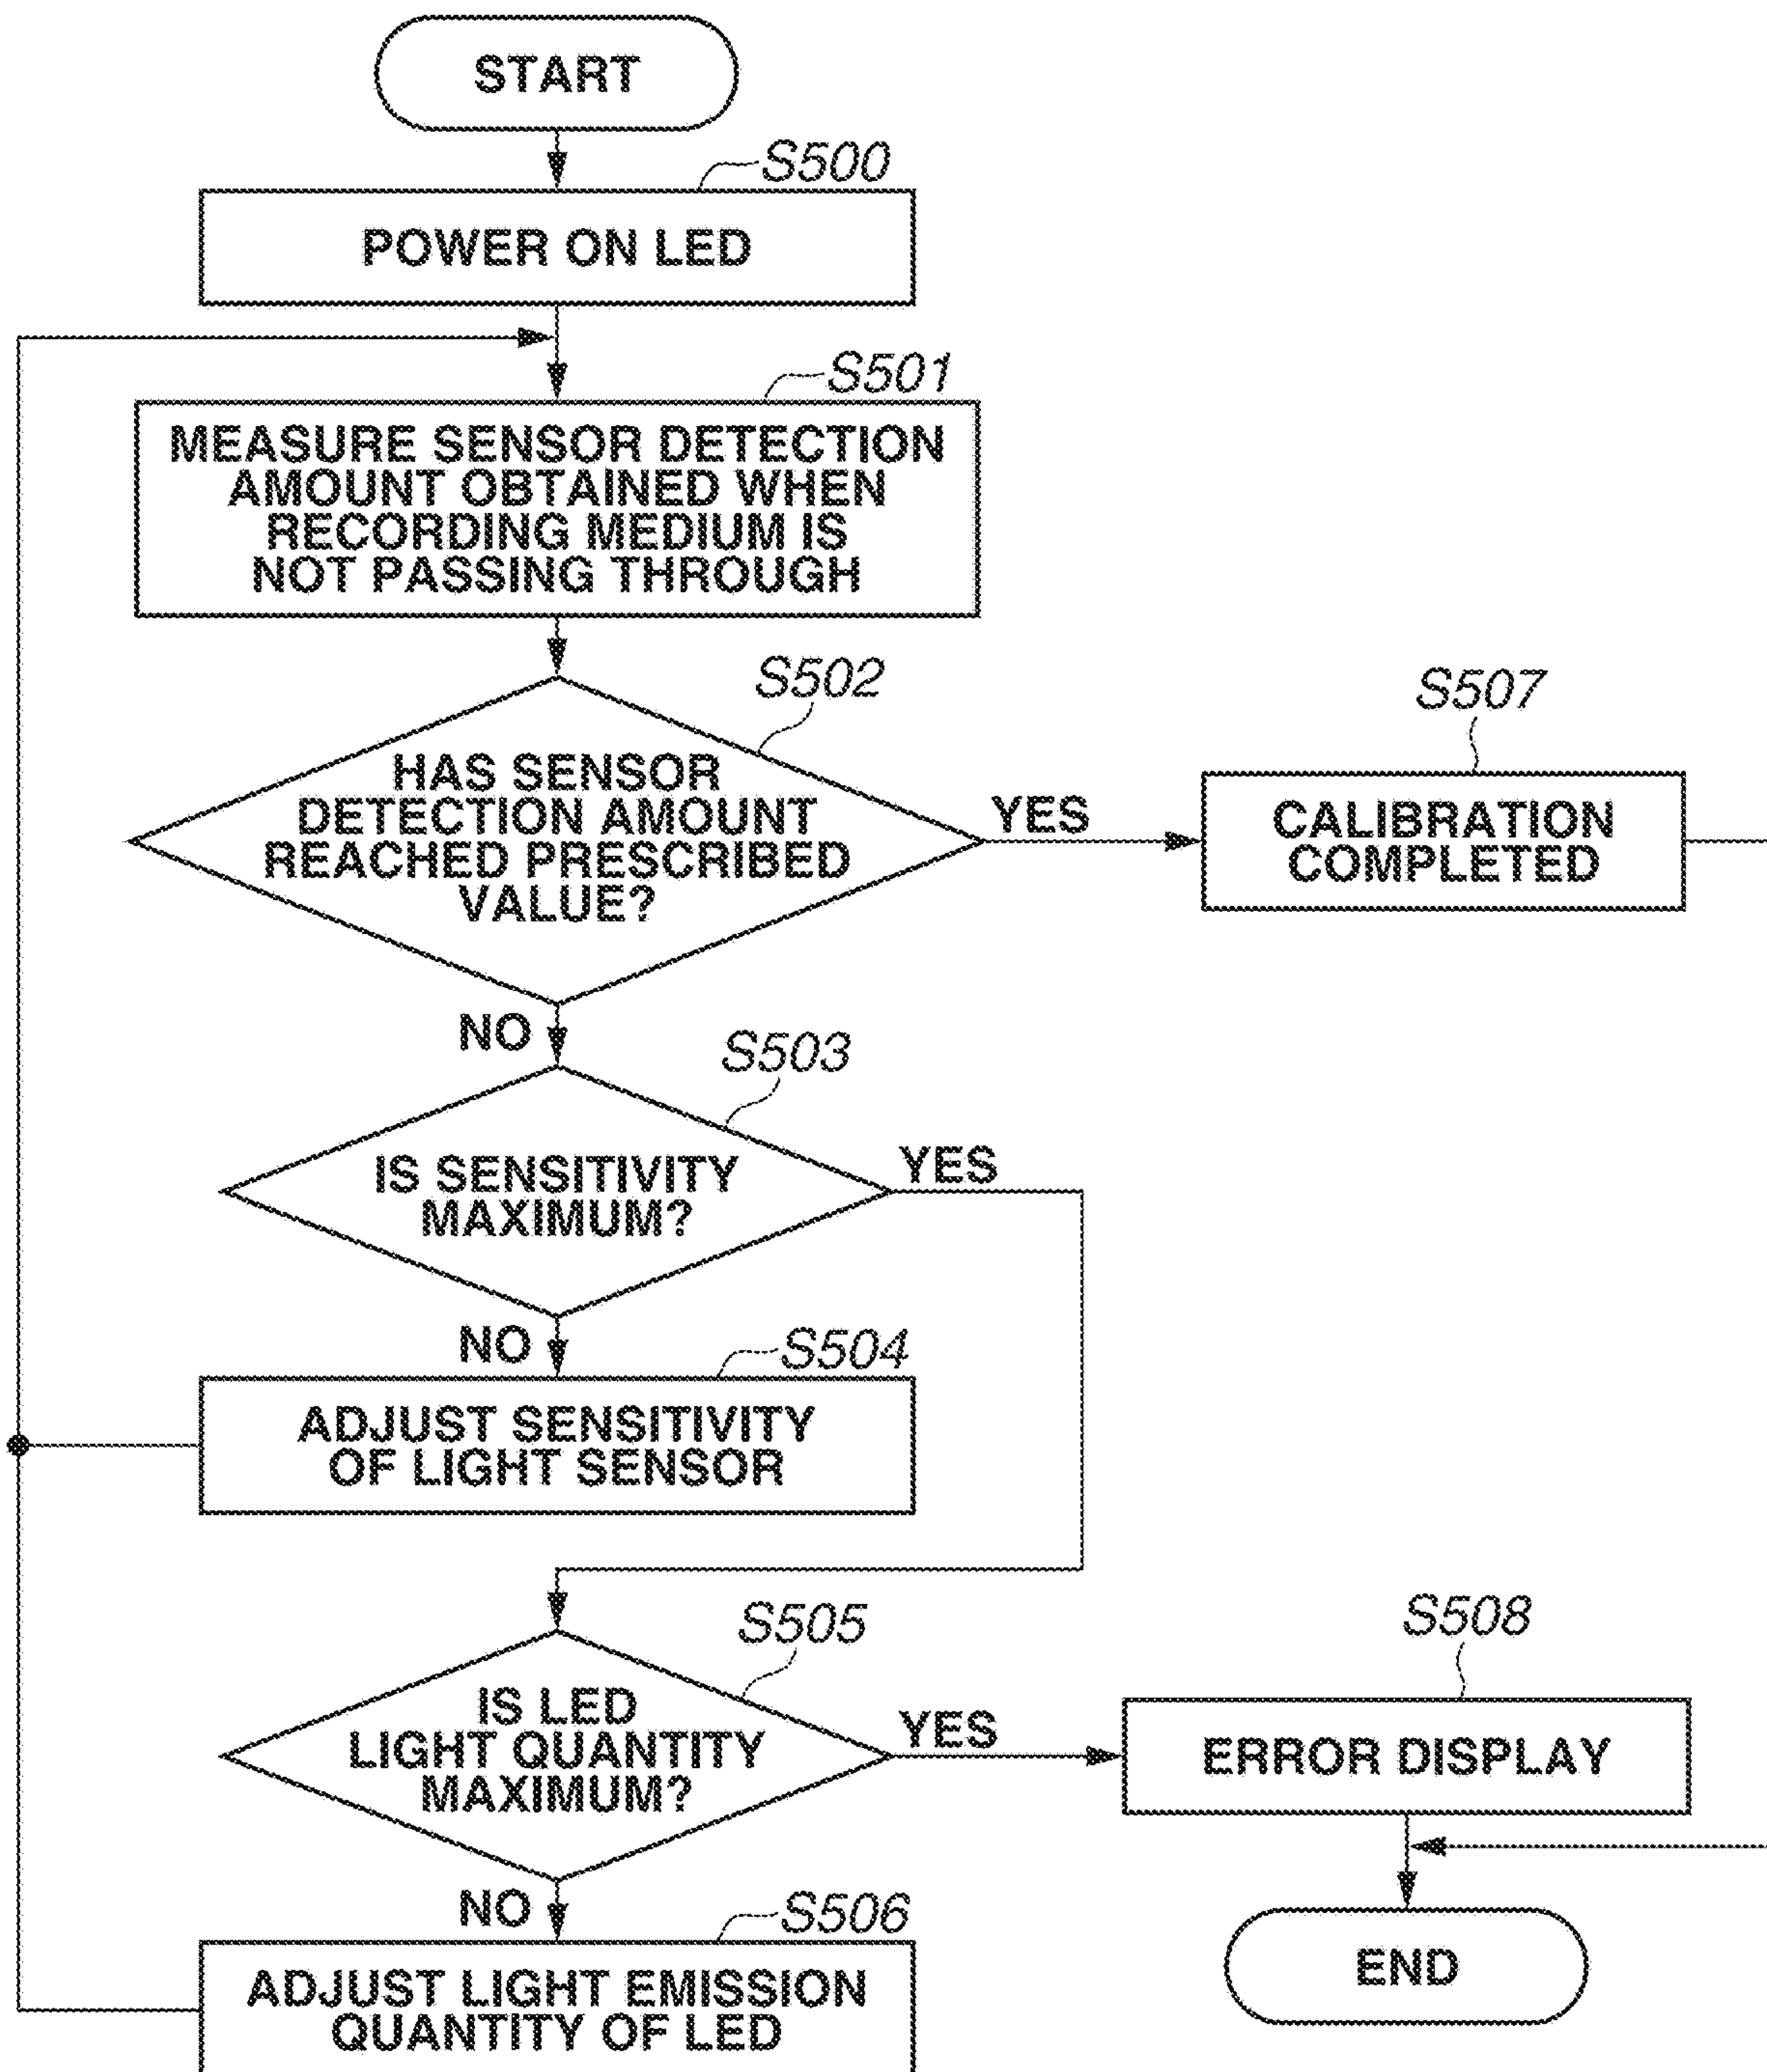 START
S500
POWER ON LED
S501
MEASURE SENSOR DETECTION
AMOUNT OBTAINED WHEN
RECORDING MEDIUM IS
NOT PASSING THROUGH
S502
HAS SENSOR
DETECTION AMOUNT
REACHED PRESCRIBED
VALUE?
YES
S507
CALIBRATION
COMPLETED
NO
S503
IS SENSITIVITY
MAXIMUM?
YES
NO
S504
ADJUST SENSITIVITY
OF LIGHT SENSOR
S505
IS LED
LIGHT QUANTITY
MAXIMUM?
YES
S508
ERROR DISPLAY
NO
S506
ADJUST LIGHT EMISSION
QUANTITY OF LED
END